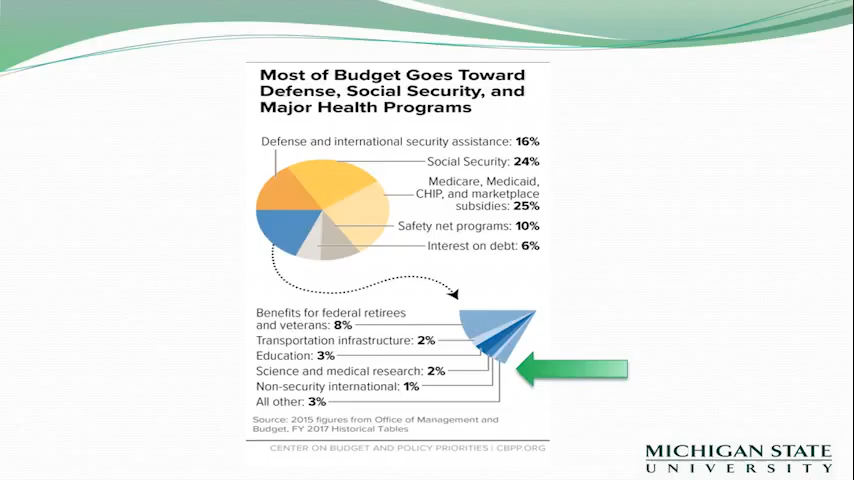 Most of Budget Goes Toward
Defense, Social Security, and
Major Health Programs
Defense and international security assistance: 16%
Social Security: 24%
Medicare, Medicaid,
CHIP, and marketplace
subsidies: 25%
Safety net programs: 10%
Interest on debt: 6%
Benefits for federal retirees
and veterans: 8%
Transportation infrastructure: 2%
Education: 3%
Science and medical research: 2%
Non-security international: 1%
All other: 3%
Source: 2015 figures from Office of Management and
Budget, FY 2017 Historical Tables
CENTER ON BUDGET AND POLICY PRIORITIES | CBPP.ORG
MICHIGAN STATE
UNIVERSITY